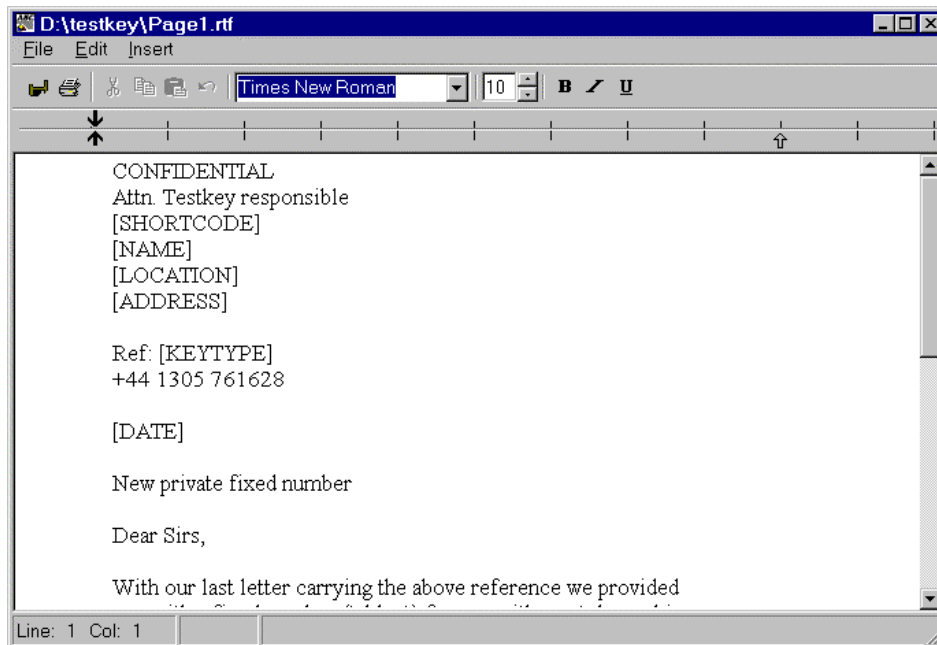 D:\testkey\Page1.rtf
File Edit Insert
Times New Roman 10 B I U
CONFIDENTIAL
Attn. Testkey responsible
[SHORTCODE]
[NAME]
[LOCATION]
[ADDRESS]
Ref: [KEYTYPE]
+44 1305 761628
[DATE]
New private fixed number
Dear Sirs,
With our last letter carrying the above reference we provided
Line: 1 Col: 1